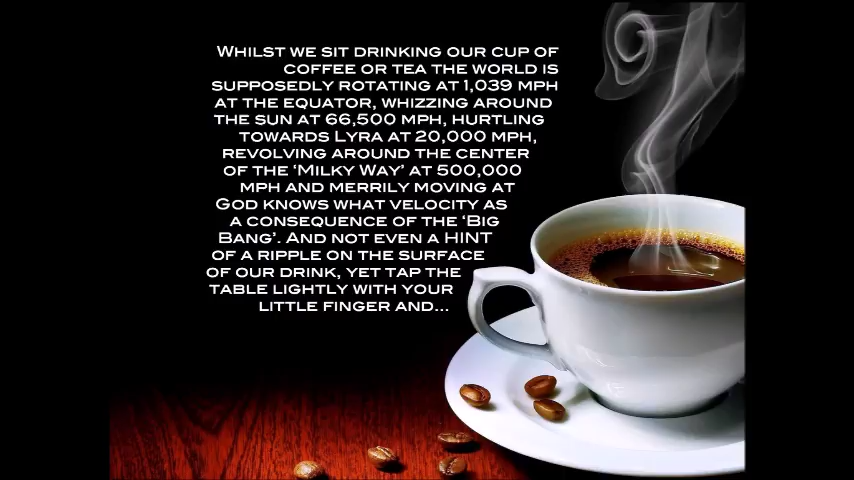 Whilst we sit drinking our cup of
coffee or tea the world is
supposedly rotating at 1,039 mph
at the equator, whizzing around
the sun at 66,500 mph, hurtling
towards Lyra at 20,000 mph,
revolving around the center
of the ‘Milky Way’ at 500,000
mph and merrily moving at
God knows what velocity as
a consequence of the ‘Big
Bang’. And not even a HINT
of a ripple on the surface
of our drink, yet tap the
table lightly with your
little finger and...